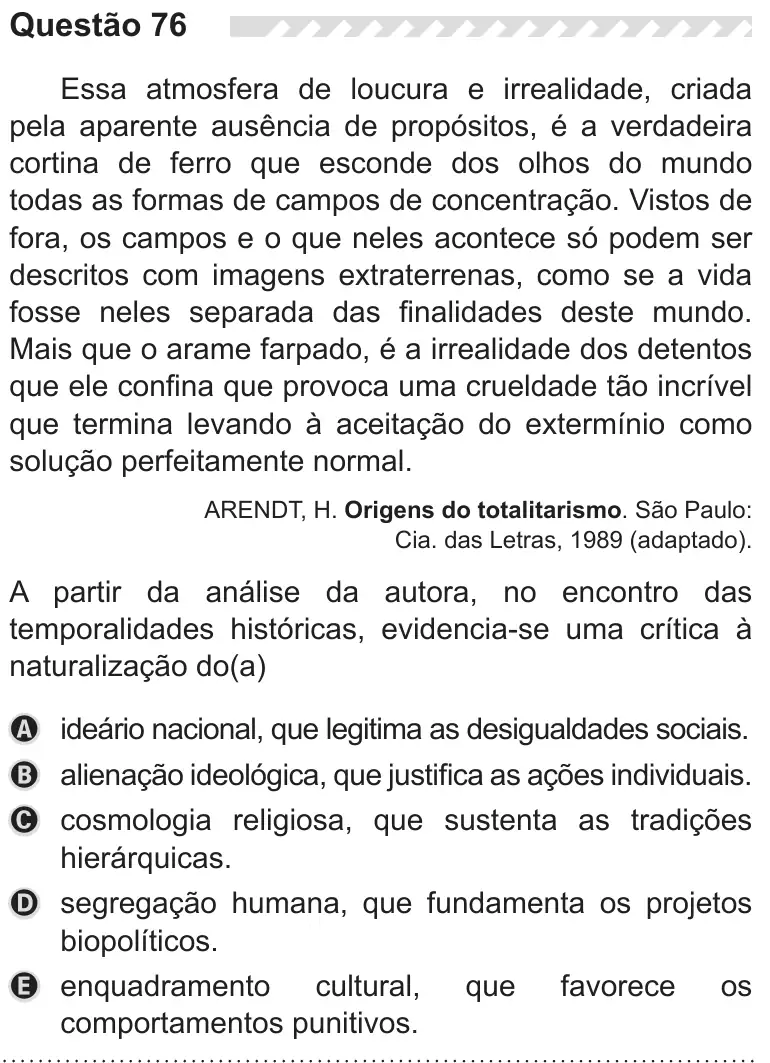 Questão 76
Essa atmosfera de loucura e irrealidade, criada
pela aparente ausência de propósitos, é a verdadeira
cortina de ferro que esconde dos olhos do mundo
todas as formas de campos de concentração. Vistos de
fora, os campos e o que neles acontece só podem ser
descritos com imagens extraterrenas, como se a vida
fosse neles separada das finalidades deste mundo.
Mais que o arame farpado, é a irrealidade dos detentos
que ele confina que provoca uma crueldade tão incrível
que termina levando à aceitação do extermínio como
solução perfeitamente normal.
ARENDT, H. Origens do totalitarismo. São Paulo:
Cia. das Letras, 1989 (adaptado).
A partir da análise da autora, no encontro das
temporalidades históricas, evidencia-se uma crítica à
naturalização do(a)
A ideário nacional, que legitima as desigualdades sociais.
B alienação ideológica, que justifica as ações individuais.
C cosmologia religiosa, que sustenta as tradições
hierárquicas.
D segregação humana, que fundamenta os projetos
biopolíticos.
E enquadramento cultural, que favorece os
comportamentos punitivos.